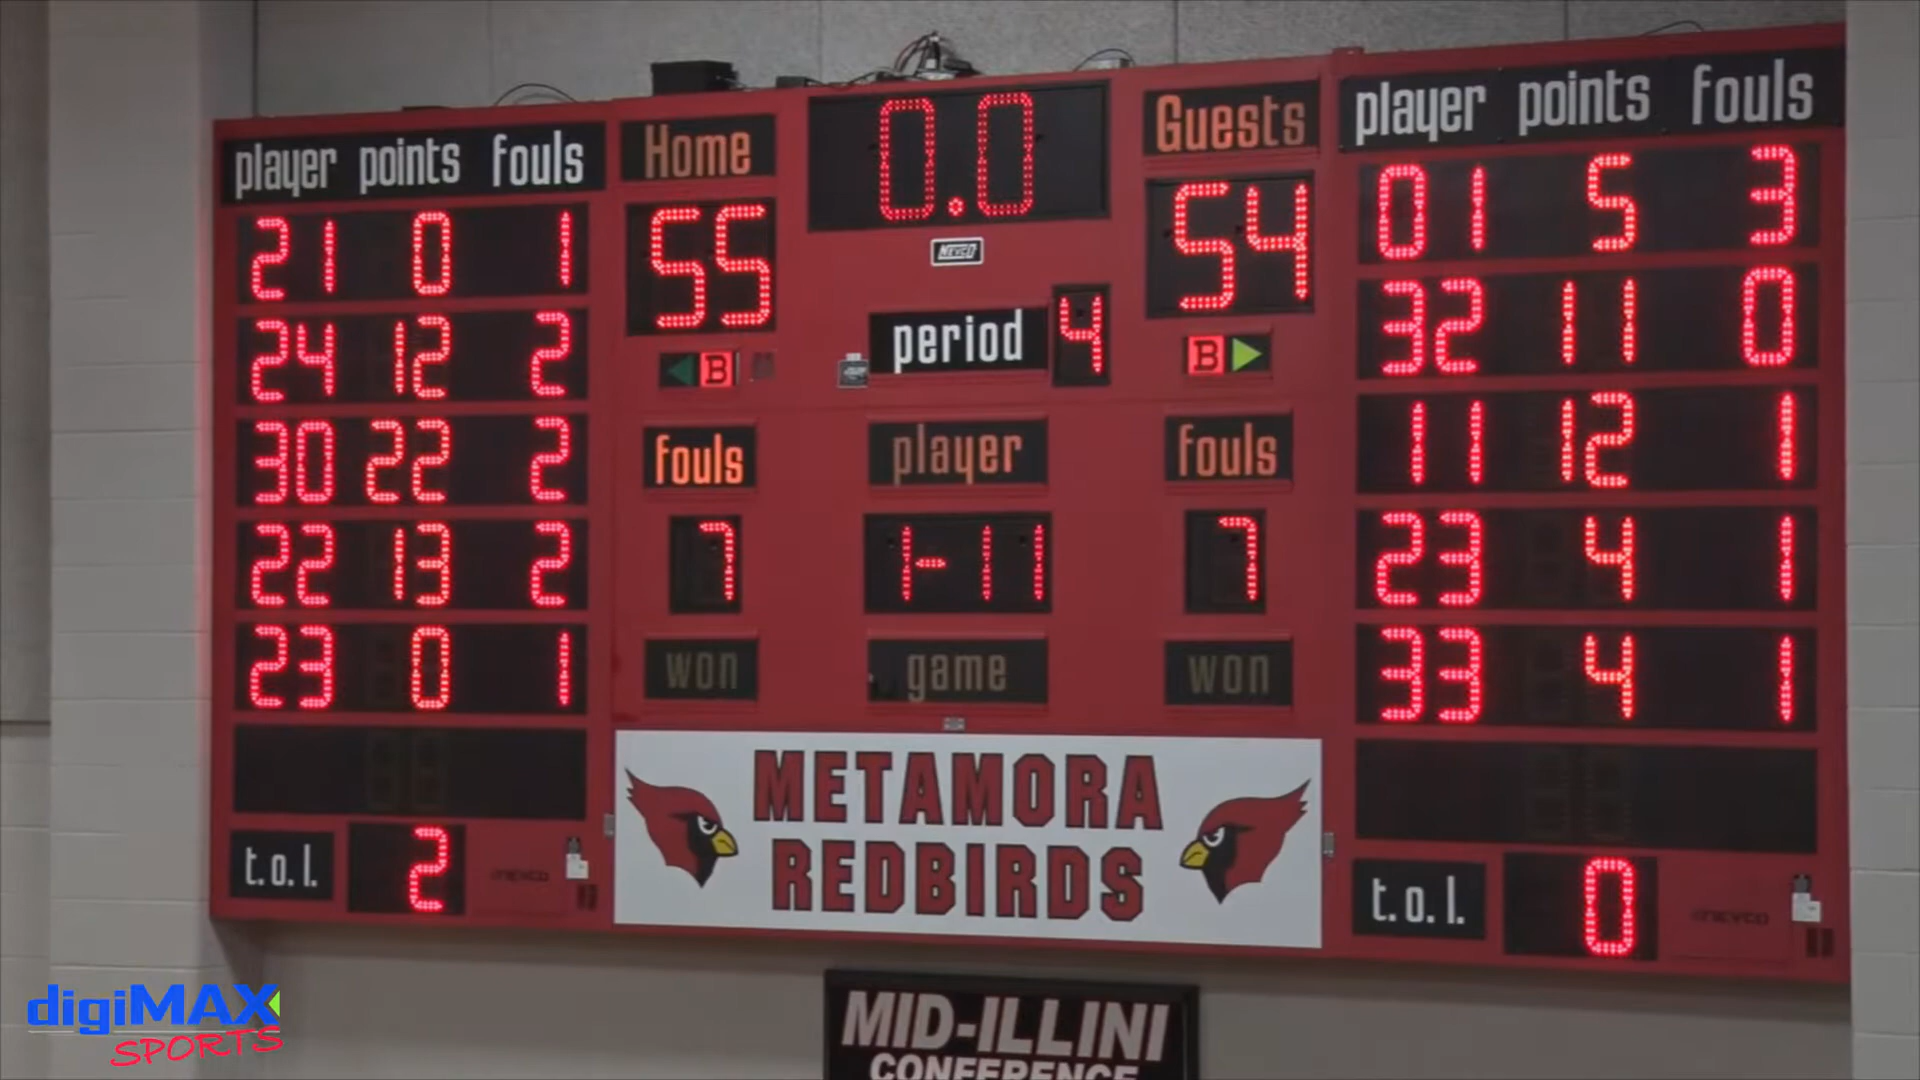 player points fouls
21 0 1
24 12 2
30 22 2
22 13 2
23 0 1
t.o.l. 2
NEVCO
Home
55
B
fouls
7
won
0.0
NEVCO
period 4
player
1-11
game
Guests
54
B
fouls
7
won
METAMORA
REDBIRDS
player points fouls
01 5 3
32 11 0
11 12 1
23 4 1
33 4 1
t.o.l. 0
NEVCO
MID-ILLINI
CONFERENCE
digiMAX
SPORTS